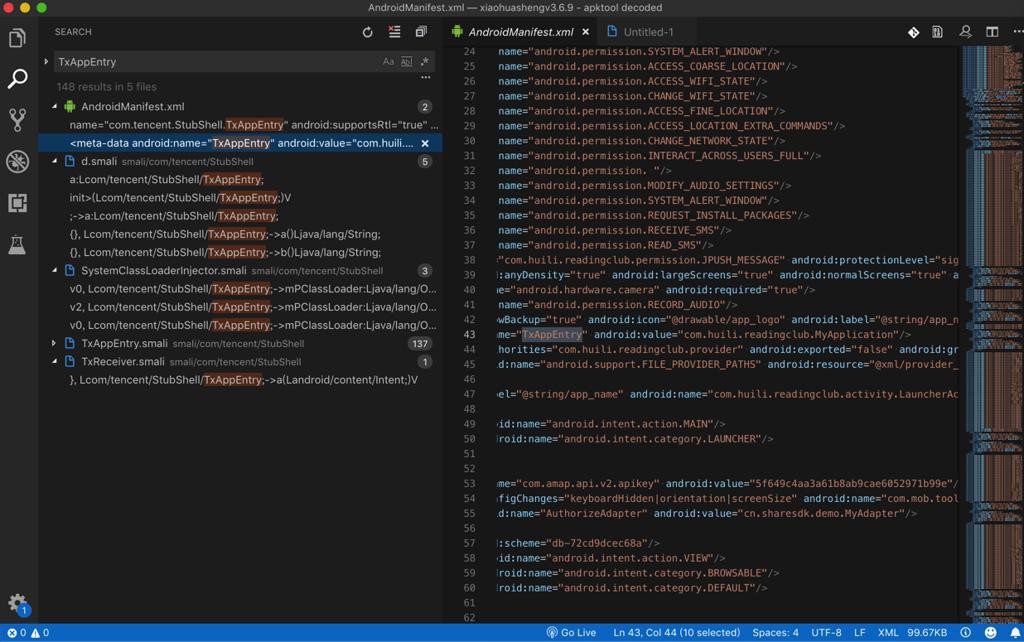 AndroidManifest.xml — xiaohuashengv3.6.9 - apktool decoded
SEARCH
TxAppEntry
Aa Abl .*
148 results in 5 files
AndroidManifest.xml 2
name="com.tencent.StubShell.TxAppEntry" android:supportsRtl="true" ...
<meta-data android:name="TxAppEntry" android:value="com.huili....
d.smali smali/com/tencent/StubShell 5
a:Lcom/tencent/StubShell/TxAppEntry;
init>(Lcom/tencent/StubShell/TxAppEntry;)V
;->a:Lcom/tencent/StubShell/TxAppEntry;
{}, Lcom/tencent/StubShell/TxAppEntry;->a()Ljava/lang/String;
{}, Lcom/tencent/StubShell/TxAppEntry;->b()Ljava/lang/String;
SystemClassLoaderInjector.smali smali/com/tencent/StubShell 3
v0, Lcom/tencent/StubShell/TxAppEntry;->mPClassLoader:Ljava/lang/O...
v2, Lcom/tencent/StubShell/TxAppEntry;->mPClassLoader:Ljava/lang/O...
v0, Lcom/tencent/StubShell/TxAppEntry;->mPClassLoader:Ljava/lang/O...
TxAppEntry.smali smali/com/tencent/StubShell 137
TxReceiver.smali smali/com/tencent/StubShell 1
}, Lcom/tencent/StubShell/TxAppEntry;->a(Landroid/content/Intent;)V
AndroidManifest.xml Untitled-1
24 name="android.permission.SYSTEM_ALERT_WINDOW"/>
25 name="android.permission.ACCESS_COARSE_LOCATION"/>
26 name="android.permission.ACCESS_WIFI_STATE"/>
27 name="android.permission.CHANGE_WIFI_STATE"/>
28 name="android.permission.ACCESS_FINE_LOCATION"/>
29 name="android.permission.ACCESS_LOCATION_EXTRA_COMMANDS"/>
30 name="android.permission.CHANGE_NETWORK_STATE"/>
31 name="android.permission.INTERACT_ACROSS_USERS_FULL"/>
32 name="android.permission. "/>
33 name="android.permission.MODIFY_AUDIO_SETTINGS"/>
34 name="android.permission.SYSTEM_ALERT_WINDOW"/>
35 name="android.permission.REQUEST_INSTALL_PACKAGES"/>
36 name="android.permission.RECEIVE_SMS"/>
37 name="android.permission.READ_SMS"/>
38 ="com.huili.readingclub.permission.JPUSH_MESSAGE" android:protectionLevel="sig
39 :anyDensity="true" android:largeScreens="true" android:normalScreens="true" a
40 e="android.hardware.camera" android:required="true"/>
41 name="android.permission.RECORD_AUDIO"/>
42 owBackup="true" android:icon="@drawable/app_logo" android:label="@string/app_n
43 me="TxAppEntry" android:value="com.huili.readingclub.MyApplication"/>
44 horities="com.huili.readingclub.provider" android:exported="false" android:gr
45 d:name="android.support.FILE_PROVIDER_PATHS" android:resource="@xml/provider_
46
47 el="@string/app_name" android:name="com.huili.readingclub.activity.LauncherAc
48
49 id:name="android.intent.action.MAIN"/>
50 roid:name="android.intent.category.LAUNCHER"/>
51
52
53 me="com.amap.api.v2.apikey" android:value="5f649c4aa3a61b8ab9cae6052971b99e"/
54 figChanges="keyboardHidden|orientation|screenSize" android:name="com.mob.tool
55 d:name="AuthorizeAdapter" android:value="cn.sharesdk.demo.MyAdapter"/>
56
57 :scheme="db-72cd9dcec68a"/>
58 id:name="android.intent.action.VIEW"/>
59 roid:name="android.intent.category.BROWSABLE"/>
60 roid:name="android.intent.category.DEFAULT"/>
61
62
1
0 0 Go Live Ln 43, Col 44 (10 selected) Spaces: 4 UTF-8 LF XML 99.67KB